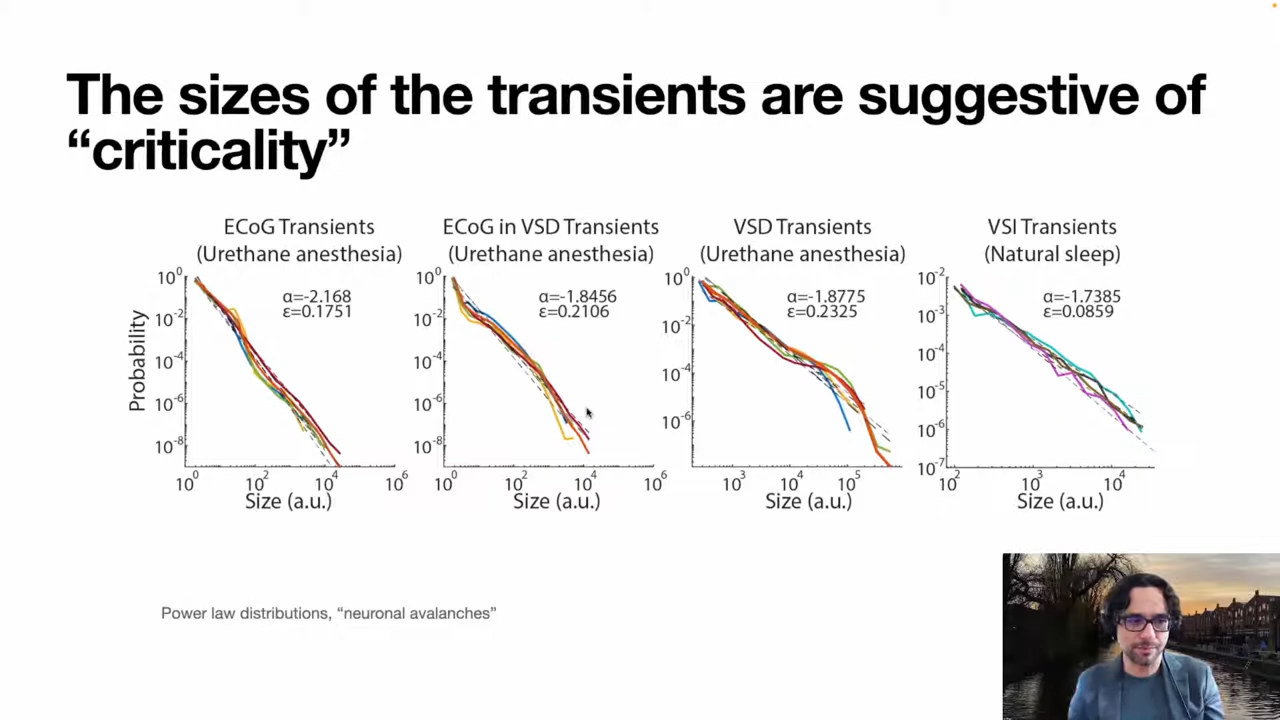 The sizes of the transients are suggestive of
“criticality”
ECoG Transients
(Urethane anesthesia)
α=-2.168
ε=0.1751
Probability
10^0
10^-2
10^-4
10^-6
10^-8
10^0
10^2
10^4
10^6
Size (a.u.)
ECoG in VSD Transients
(Urethane anesthesia)
α=-1.8456
ε=0.2106
10^0
10^-2
10^-4
10^-6
10^-8
10^0
10^2
10^4
10^6
Size (a.u.)
VSD Transients
(Urethane anesthesia)
α=-1.8775
ε=0.2325
10^0
10^-2
10^-4
10^-6
10^3
10^4
10^5
Size (a.u.)
VSI Transients
(Natural sleep)
α=-1.7385
ε=0.0859
10^-2
10^-3
10^-4
10^-5
10^-6
10^-7
10^2
10^3
10^4
Size (a.u.)
Power law distributions, “neuronal avalanches”